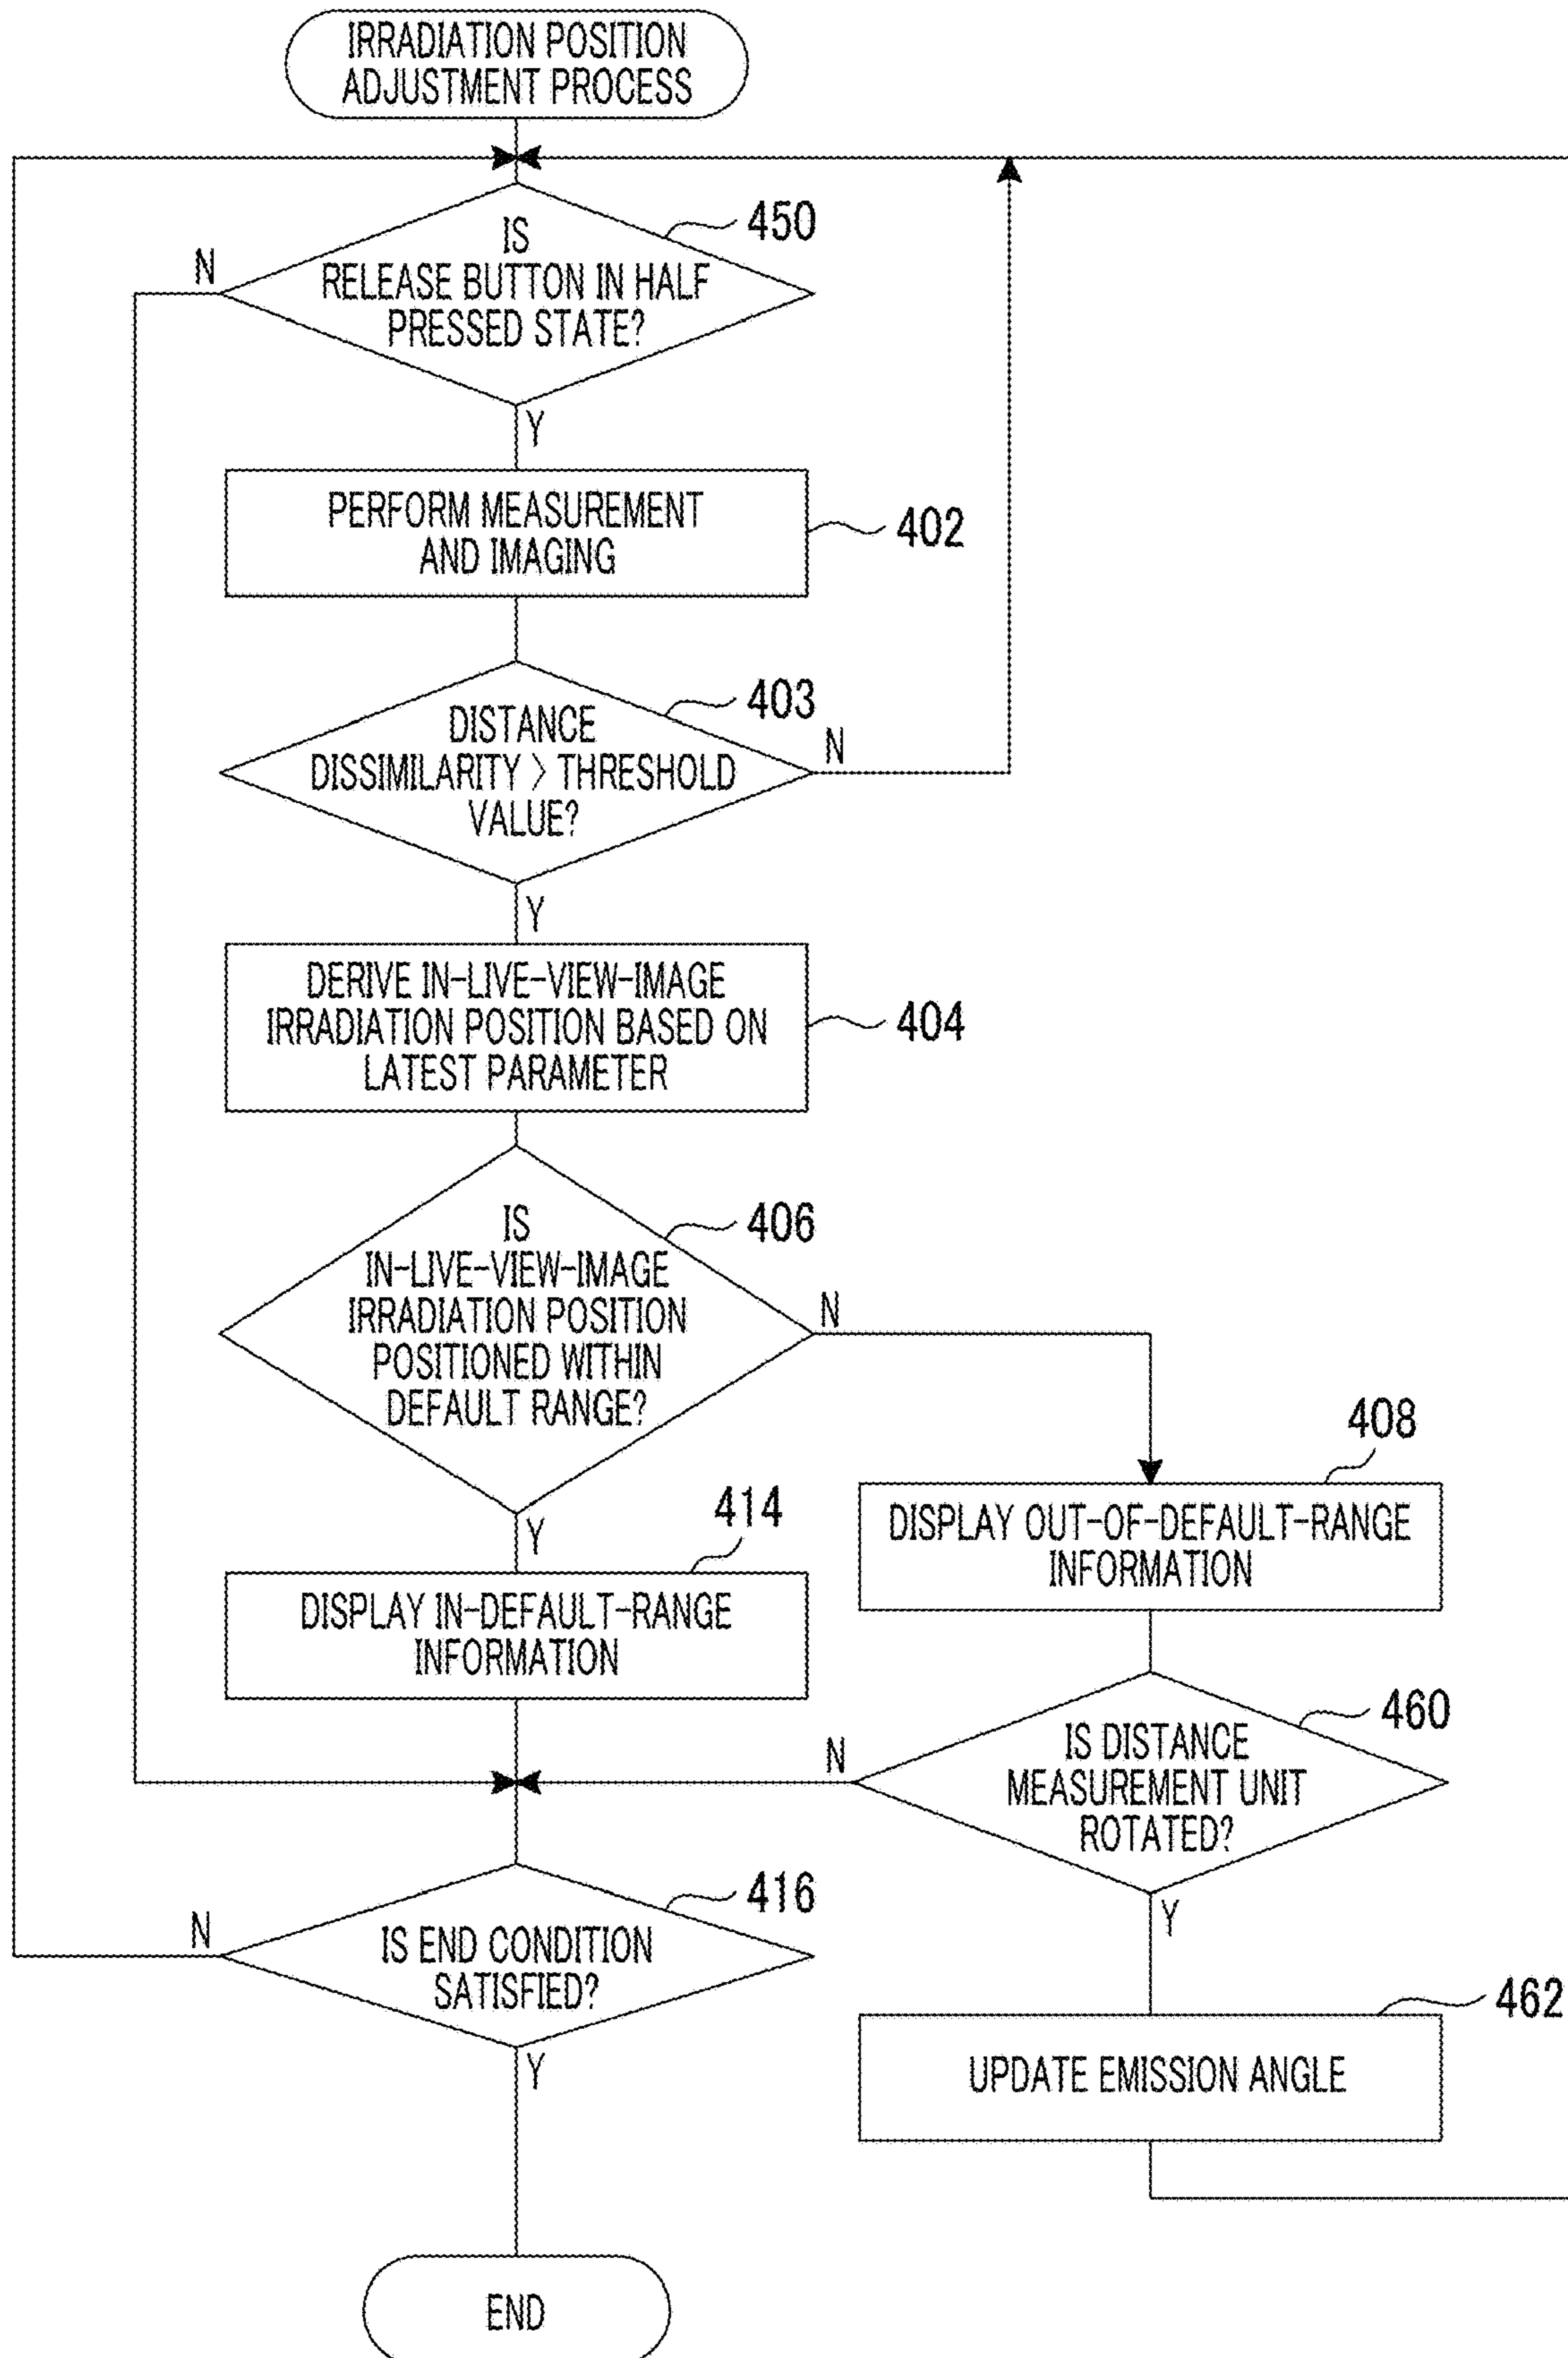 IRRADIATION POSITION
ADJUSTMENT PROCESS
450
IS
RELEASE BUTTON IN HALF
PRESSED STATE?
N
Y
PERFORM MEASUREMENT
AND IMAGING
402
403
DISTANCE
DISSIMILARITY > THRESHOLD
VALUE?
N
Y
DERIVE IN-LIVE-VIEW-IMAGE
IRRADIATION POSITION BASED ON
LATEST PARAMETER
404
406
IS
IN-LIVE-VIEW-IMAGE
IRRADIATION POSITION
POSITIONED WITHIN
DEFAULT RANGE?
N
Y
408
DISPLAY OUT-OF-DEFAULT-RANGE
INFORMATION
414
DISPLAY IN-DEFAULT-RANGE
INFORMATION
460
IS DISTANCE
MEASUREMENT UNIT
ROTATED?
N
Y
416
IS END CONDITION
SATISFIED?
N
Y
462
UPDATE EMISSION ANGLE
END